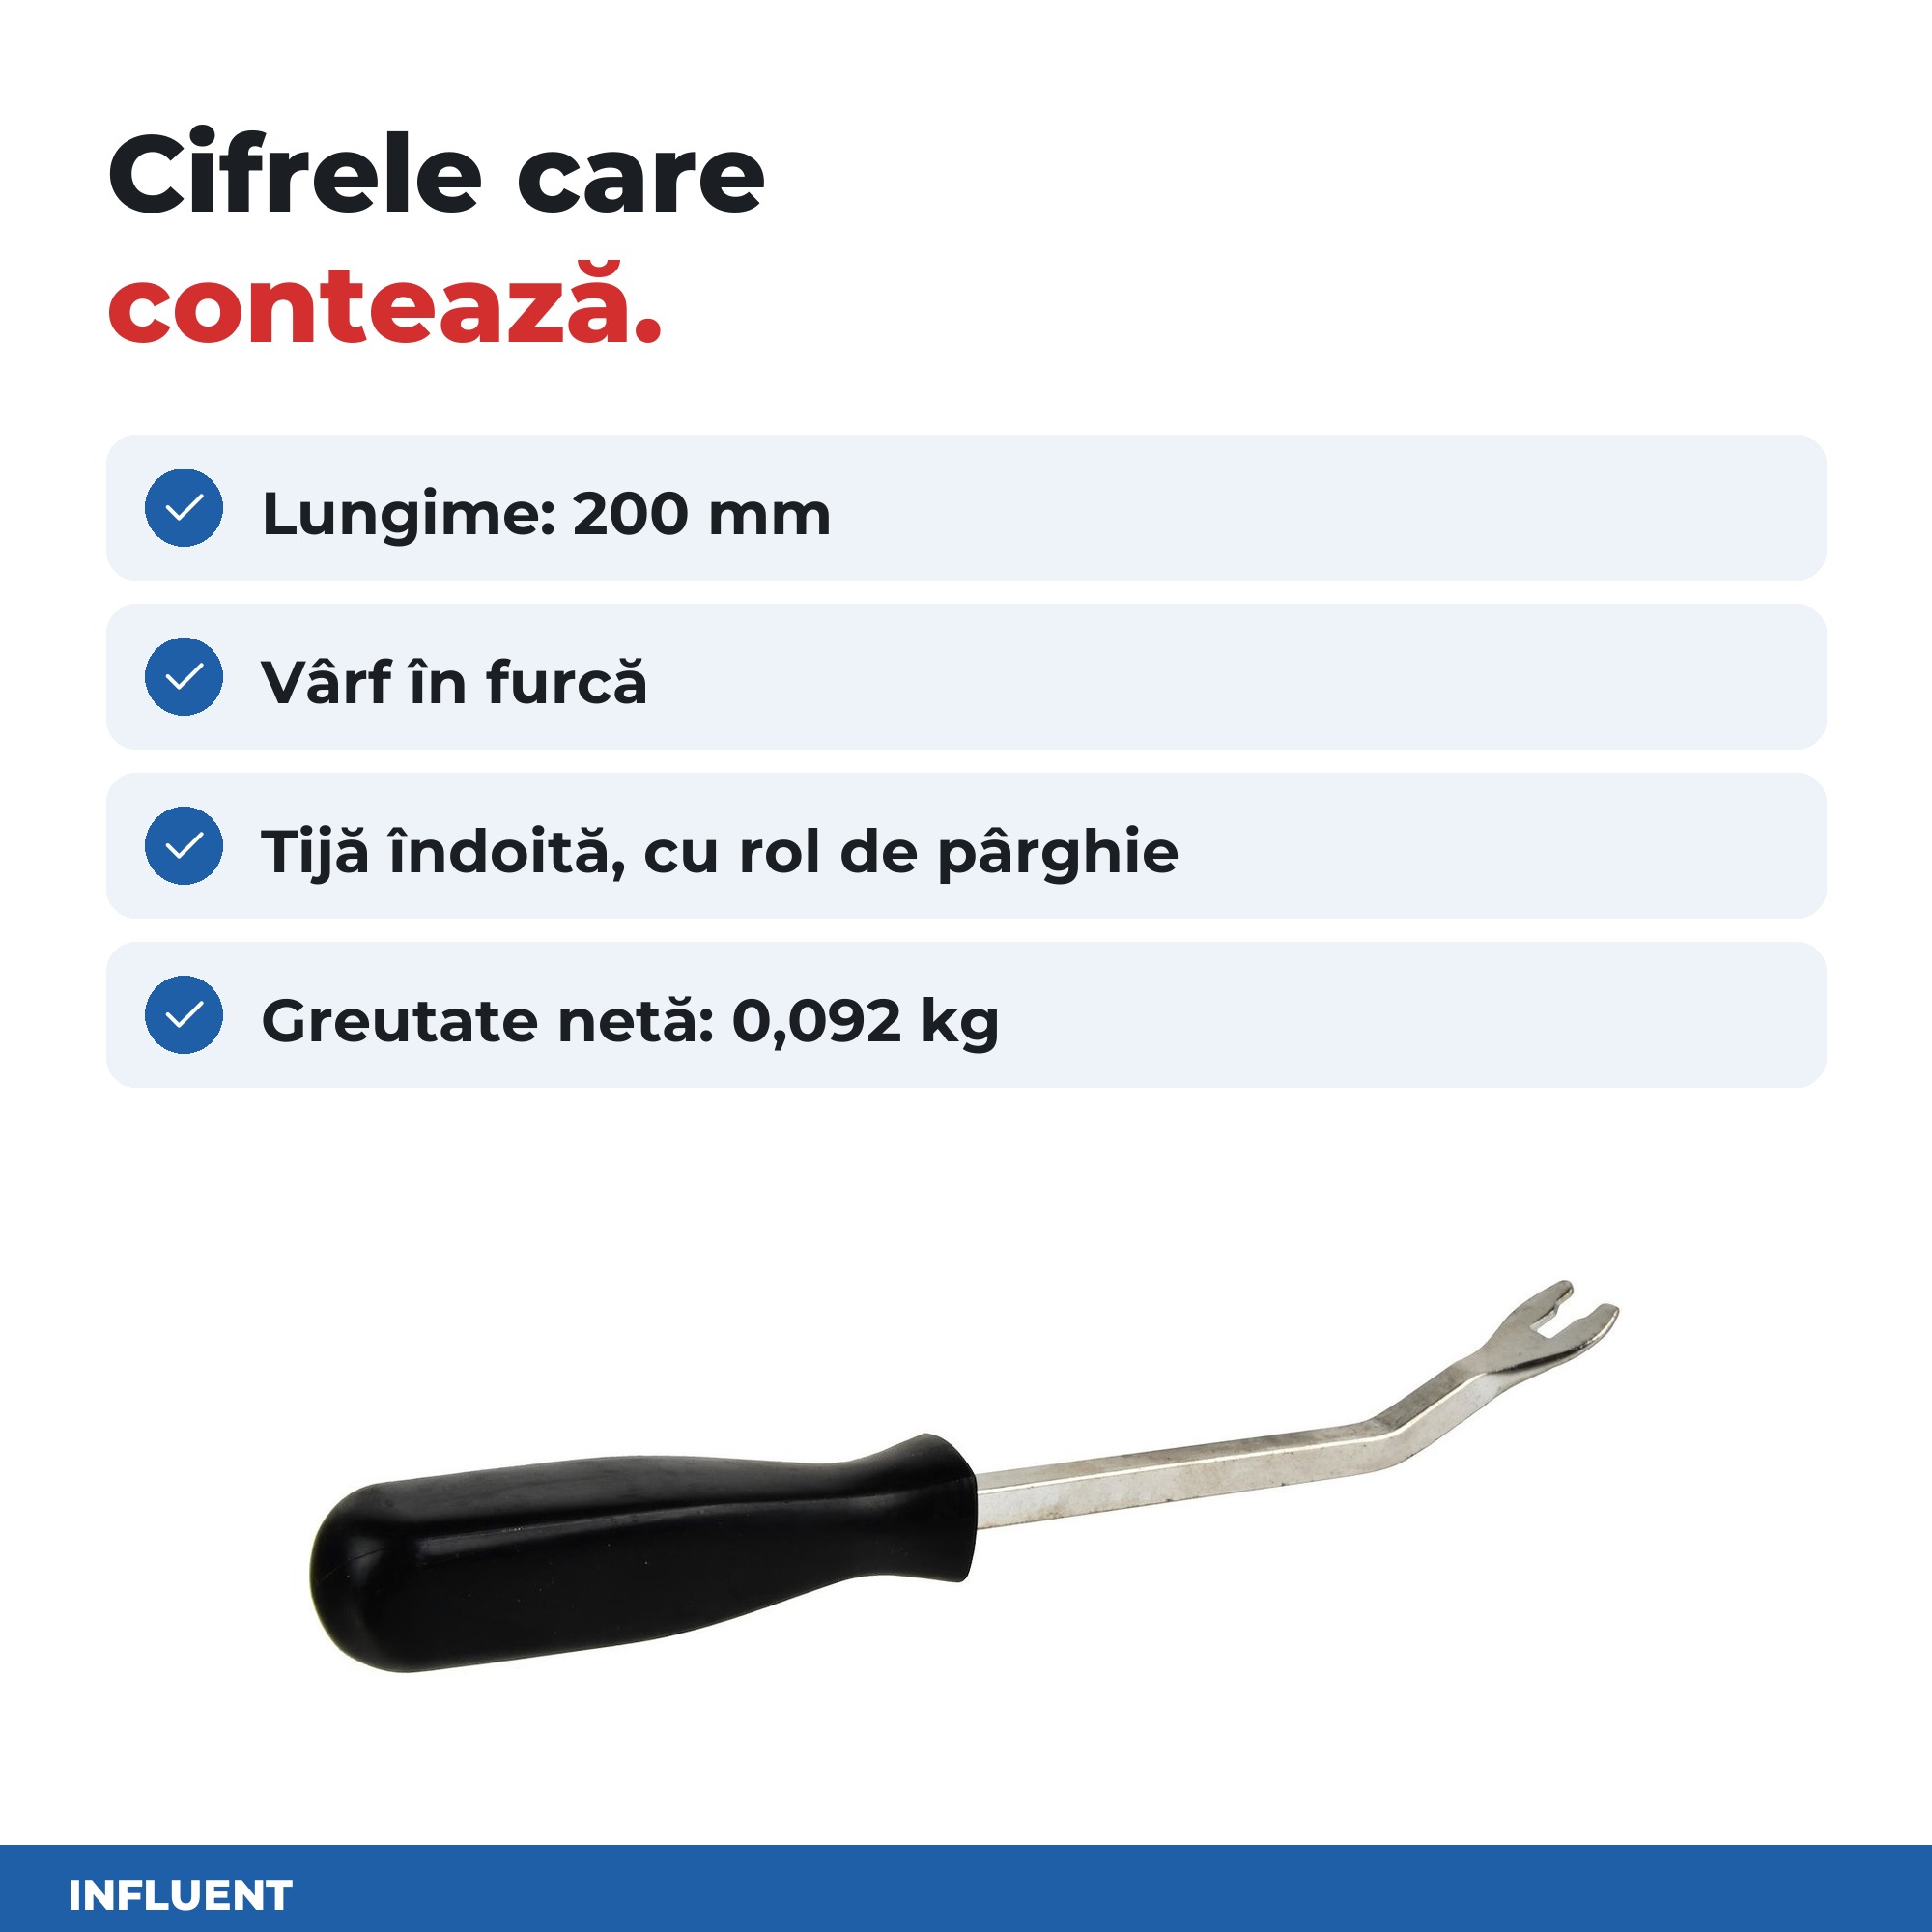 Cifrele care
contează.
Lungime: 200 mm
Vârf în furcă
Tijă îndoită, cu rol de pârghie
Greutate netă: 0,092 kg
INFLUENT